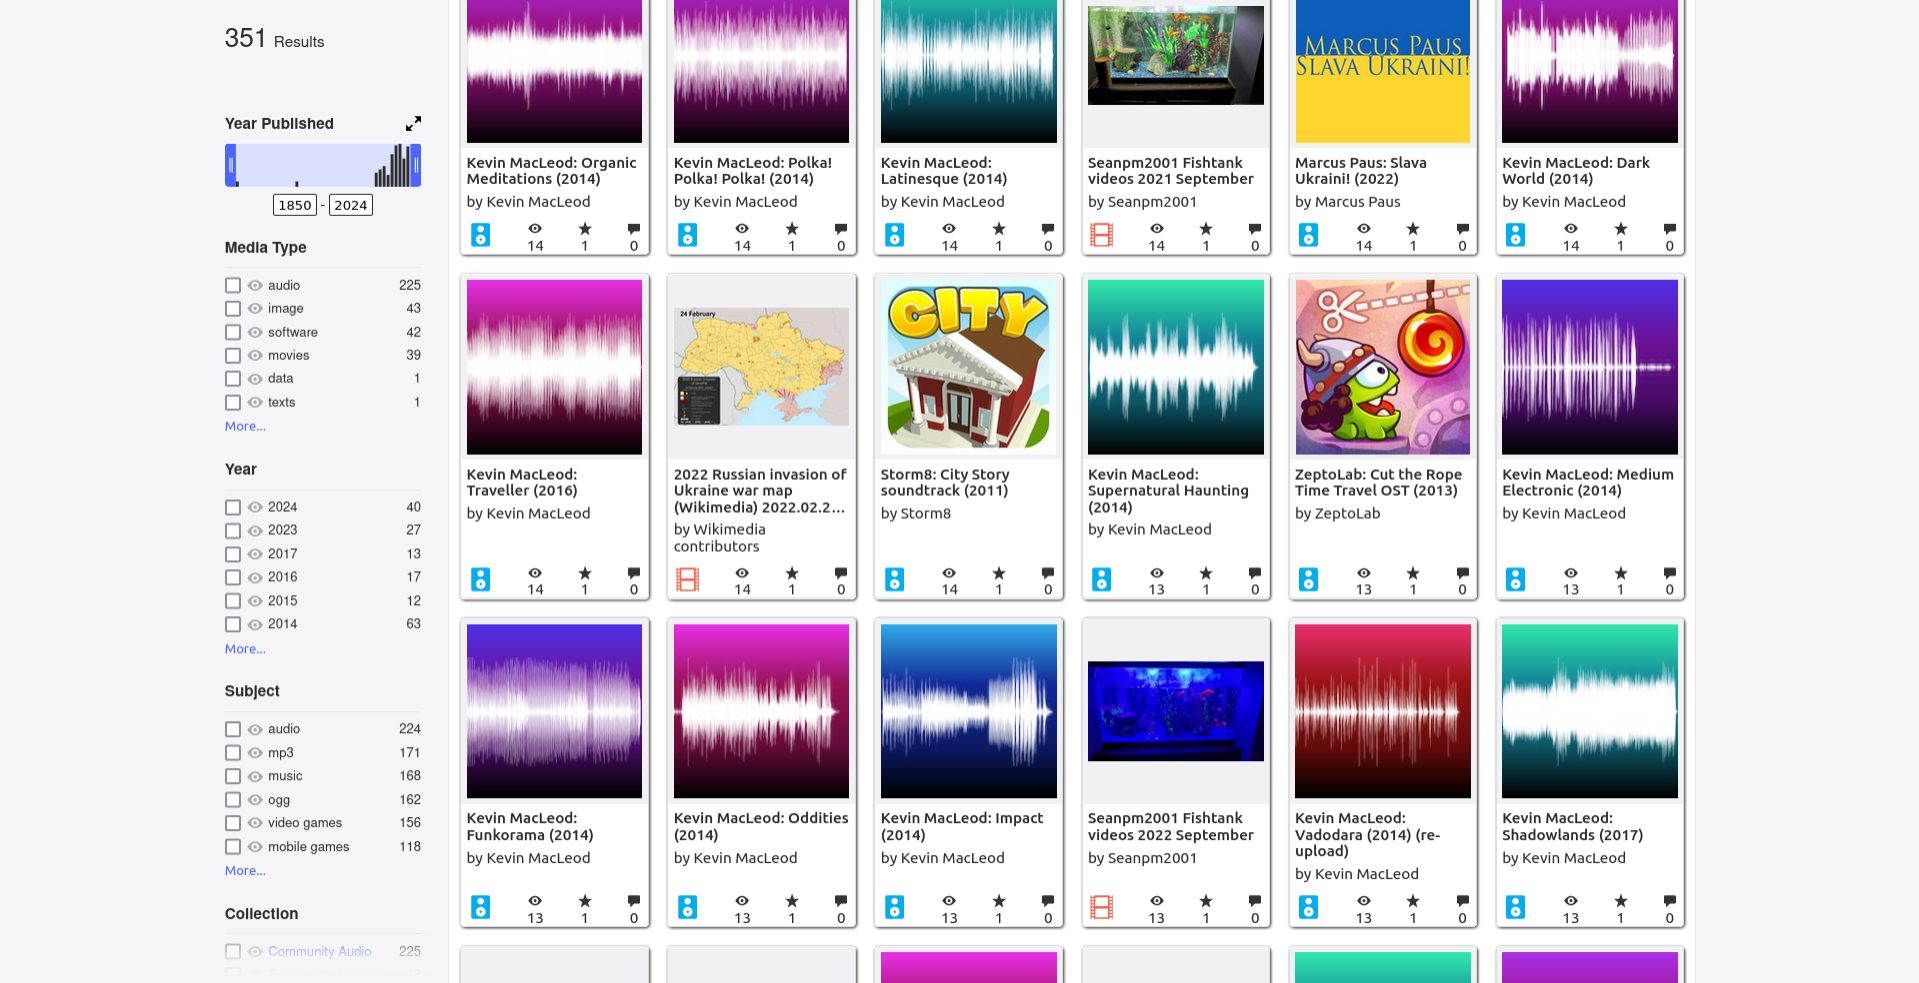 351 Results
Year Published
1850 - 2024
Media Type
audio 225
image 43
software 42
movies 39
data 1
texts 1
More...
Year
2024 40
2023 27
2017 13
2016 17
2015 12
2014 63
More...
Subject
audio 224
mp3 171
music 168
ogg 162
video games 156
mobile games 118
More...
Collection
Community Audio 225
Kevin MacLeod: Organic
Meditations (2014)
by Kevin MacLeod
14 1 0
Kevin MacLeod: Polka!
Polka! Polka! (2014)
by Kevin MacLeod
14 1 0
Kevin MacLeod:
Latinesque (2014)
by Kevin MacLeod
14 1 0
Seanpm2001 Fishtank
videos 2021 September
by Seanpm2001
14 1 0
MARCUS PAUS
SLAVA UKRAINI!
Marcus Paus: Slava
Ukraini! (2022)
by Marcus Paus
14 1 0
Kevin MacLeod: Dark
World (2014)
by Kevin MacLeod
14 1 0
Kevin MacLeod:
Traveller (2016)
by Kevin MacLeod
14 1 0
24 February
2022 Russian invasion of
Ukraine war map
(Wikimedia) 2022.02.2...
by Wikimedia
contributors
14 1 0
CITY
Storm8: City Story
soundtrack (2011)
by Storm8
14 1 0
Kevin MacLeod:
Supernatural Haunting
(2014)
by Kevin MacLeod
13 1 0
ZeptoLab: Cut the Rope
Time Travel OST (2013)
by ZeptoLab
13 1 0
Kevin MacLeod: Medium
Electronic (2014)
by Kevin MacLeod
13 1 0
Kevin MacLeod:
Funkorama (2014)
by Kevin MacLeod
13 1 0
Kevin MacLeod: Oddities
(2014)
by Kevin MacLeod
13 1 0
Kevin MacLeod: Impact
(2014)
by Kevin MacLeod
13 1 0
Seanpm2001 Fishtank
videos 2022 September
by Seanpm2001
13 1 0
Kevin MacLeod:
Vadodara (2014) (re-
upload)
by Kevin MacLeod
13 1 0
Kevin MacLeod:
Shadowlands (2017)
by Kevin MacLeod
13 1 0